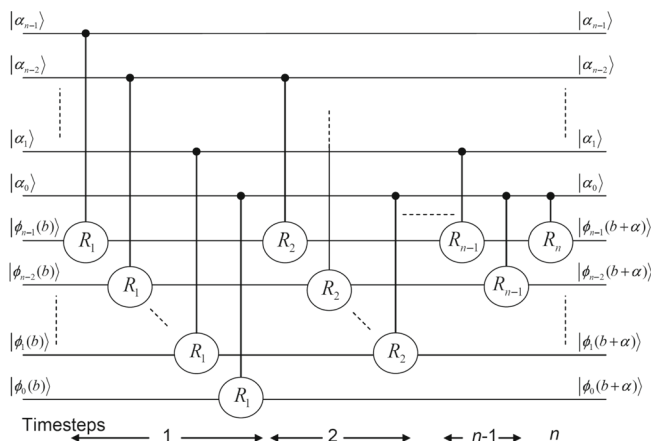 |α_{n-1}⟩ |α_{n-1}⟩
|α_{n-2}⟩ |α_{n-2}⟩
|α_1⟩ |α_1⟩
|α_0⟩ |α_0⟩
|ϕ_{n-1}(b)⟩ R_1 R_2 R_{n-1} R_n |ϕ_{n-1}(b+α)⟩
|ϕ_{n-2}(b)⟩ R_1 R_2 R_{n-1} |ϕ_{n-2}(b+α)⟩
|ϕ_1(b)⟩ R_1 R_2 |ϕ_1(b+α)⟩
|ϕ_0(b)⟩ R_1 |ϕ_0(b+α)⟩
Timesteps 1 2 n-1 n